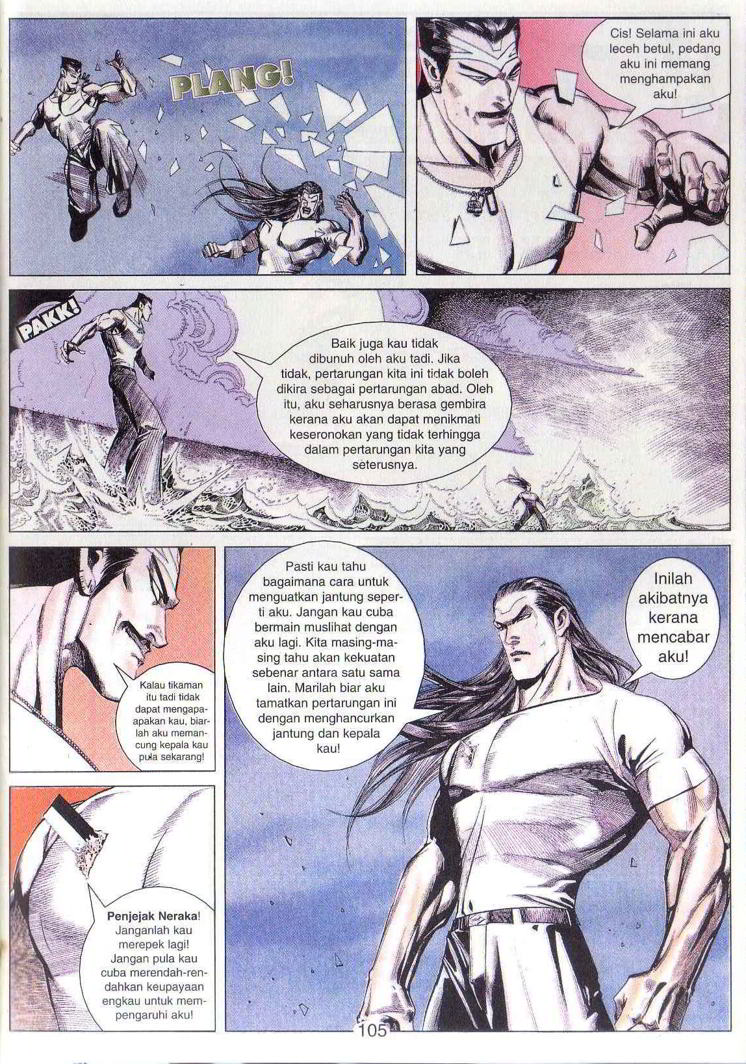 PLANG!
Cis! Selama ini aku
leceh betul, pedang
aku ini memang
menghampakan
aku!
PAKK!
Baik juga kau tidak
dibunuh oleh aku tadi. Jika
tidak, pertarungan kita ini tidak boleh
dikira sebagai pertarungan abad. Oleh
itu, aku seharusnya berasa gembira
kerana aku akan dapat menikmati
keseronokan yang tidak terhingga
dalam pertarungan kita yang
seterusnya.
Kalau tikaman
itu tadi tidak
dapat mengapa-
apakan kau, biar-
lah aku meman-
cung kepala kau
pula sekarang!
Penjejak Neraka!
Janganlah kau
merepek lagi!
Jangan pula kau
cuba merendah-ren-
dahkan keupayaan
engkau untuk mem-
pengaruhi aku!
Pasti kau tahu
bagaimana cara untuk
menguatkan jantung seper-
ti aku. Jangan kau cuba
bermain muslihat dengan
aku lagi. Kita masing-ma-
sing tahu akan kekuatan
sebenar antara satu sama
lain. Marilah biar aku
tamatkan pertarungan ini
dengan menghancurkan
jantung dan kepala
kau!
Inilah
akibatnya
kerana
mencabar
aku!
105